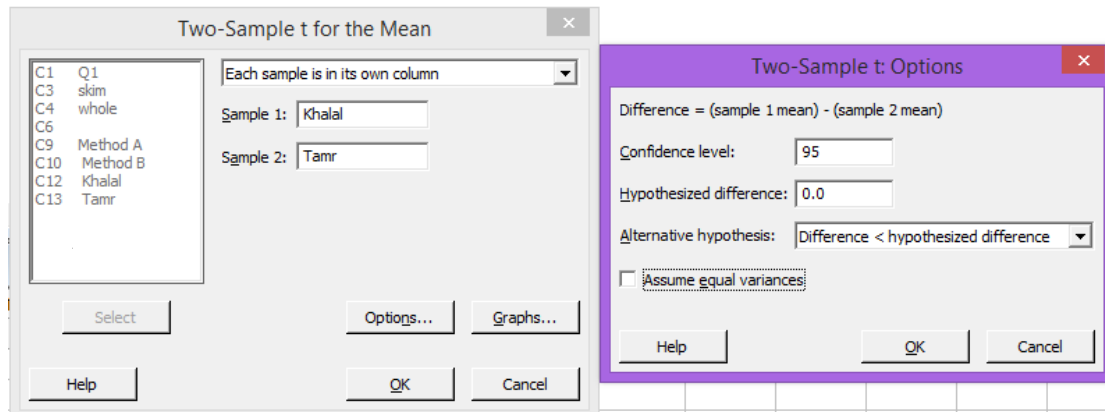 Two-Sample t for the Mean
×
C1 Q1
C3 skim
C4 whole
C6
C9 Method A
C10 Method B
C12 Khalal
C13 Tamr
Each sample is in its own column
Sample 1: Khalal
Sample 2: Tamr
Select
Options...
Graphs...
Help
OK
Cancel
Two-Sample t: Options
×
Difference = (sample 1 mean) - (sample 2 mean)
Confidence level: 95
Hypothesized difference: 0.0
Alternative hypothesis: Difference < hypothesized difference
Assume equal variances
Help
OK
Cancel